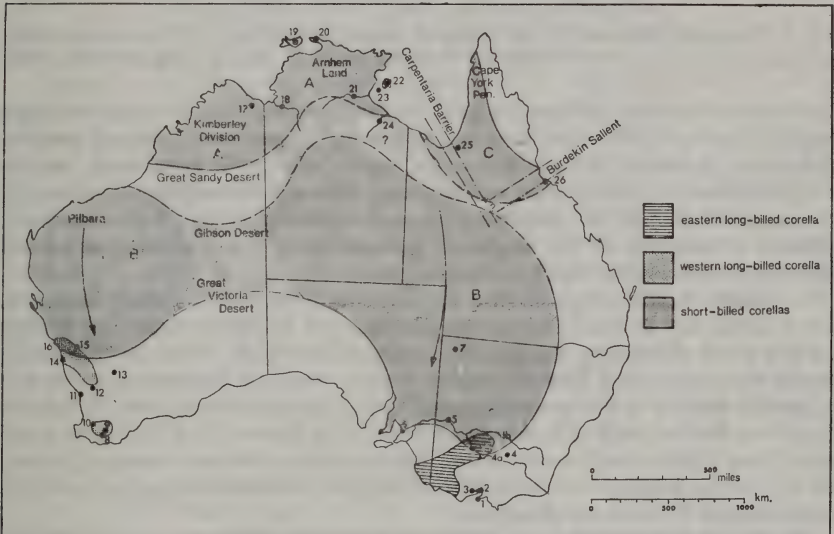 19
20
Arnhem
Land
A
21
22
23
24
?
Carpentaria Barrier
Cape
York
Pen.
25
C
Burdekin Salient
26
17
18
Kimberley
Division
A
Great Sandy Desert
Pilbara
Gibson Desert
B
Great
Victoria
Desert
B
7
16
15
14
13
12
11
10
5
4a
4
3
2
1
eastern long-billed corella
western long-billed corella
short-billed corellas
0
500
miles
0
500
1000
km.